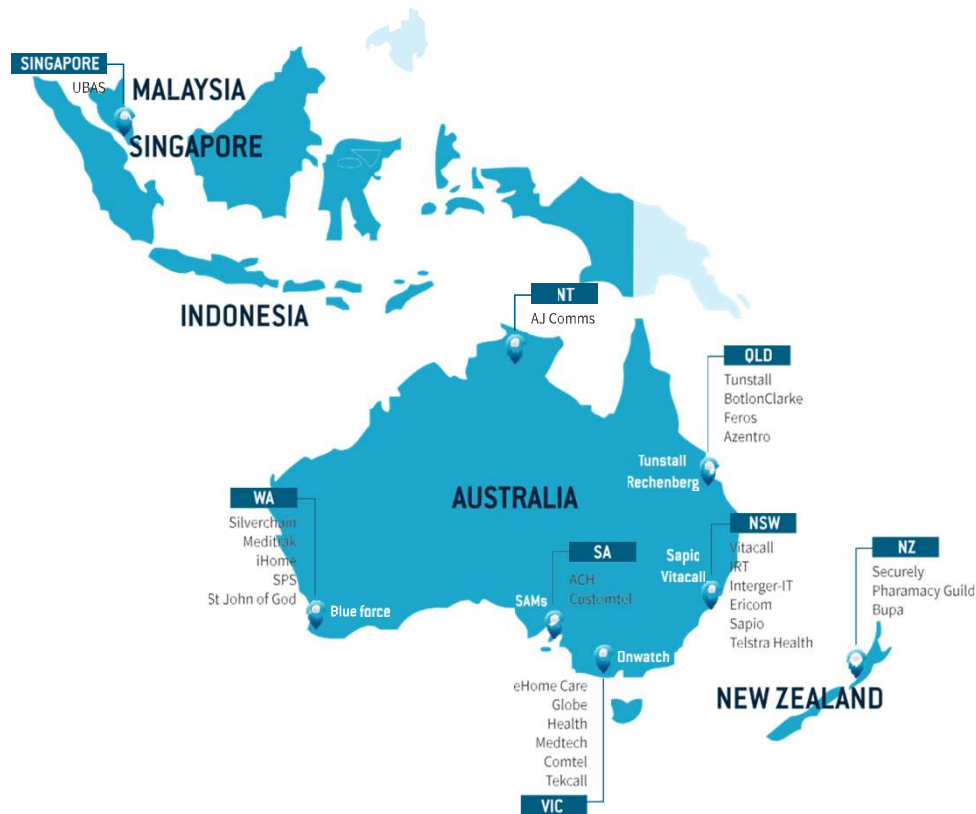 SINGAPORE
UBAS
MALAYSIA
SINGAPORE
INDONESIA
NT
AJ Comms
QLD
Tunstall
BotlonClarke
Feros
Azentro
Tunstall
Rechenberg
AUSTRALIA
WA
Silverchain
Meditrak
iHome
SPS
St John of God
Blue force
SA
ACH
Customtel
SAMs
Sapio
Vitacall
NSW
Vitacall
IRT
Interger-IT
Ericom
Sapio
Telstra Health
NZ
Securely
Pharamacy Guild
Bupa
NEW ZEALAND
Onwatch
eHome Care
Globe
Health
Medtech
Comtel
Tekcall
VIC